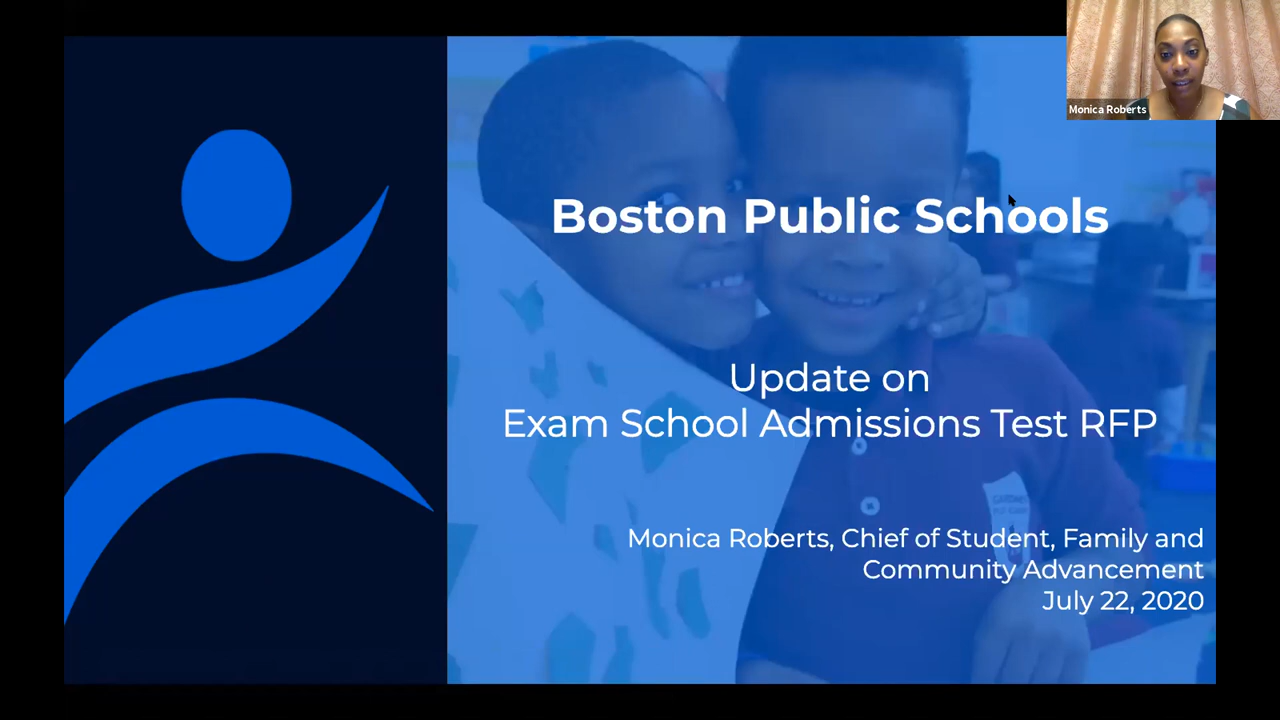 Monica Roberts
Boston Public Schools
Update on
Exam School Admissions Test RFP
Monica Roberts, Chief of Student, Family and
Community Advancement
July 22, 2020